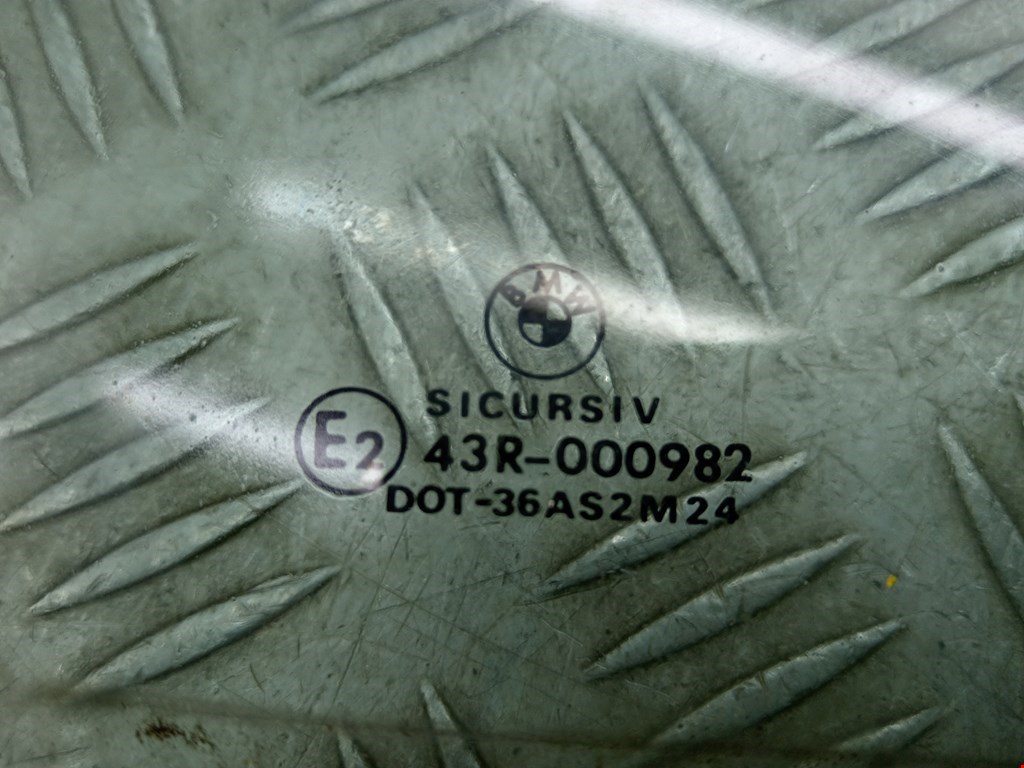 BMW
SICURSIV
E2
43R-000982
DOT-36AS2M24